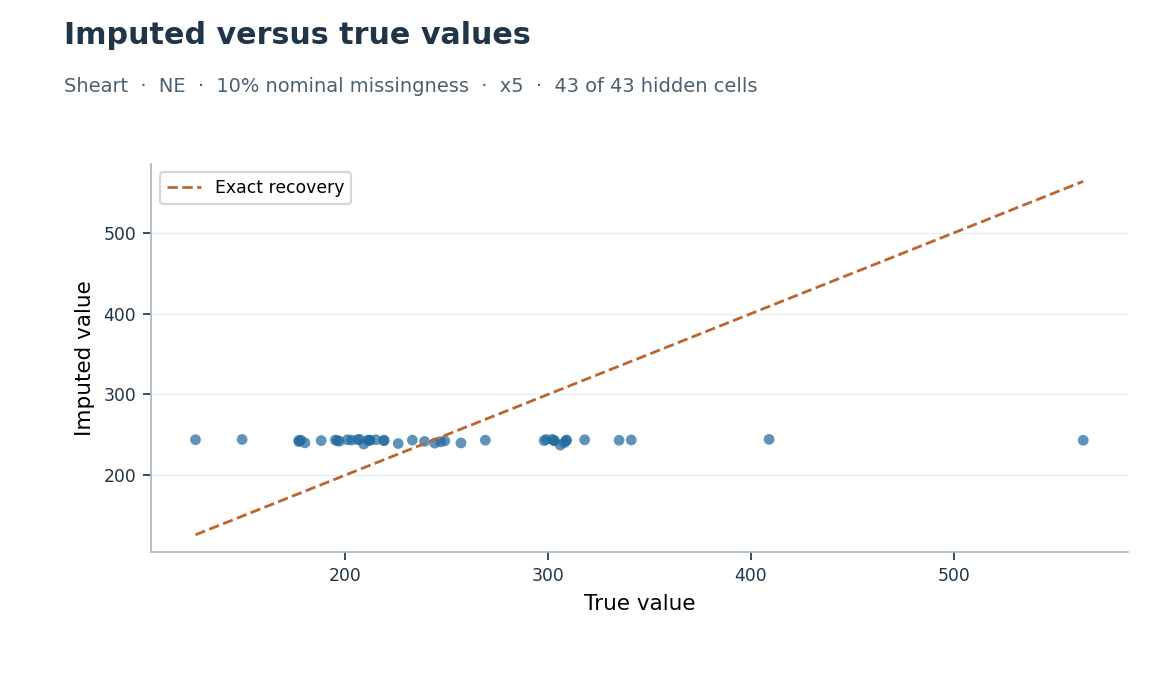 Imputed versus true values
Sheart · NE · 10% nominal missingness · x5 · 43 of 43 hidden cells
Exact recovery
500
400
300
200
Imputed value
200 300 400 500
True value